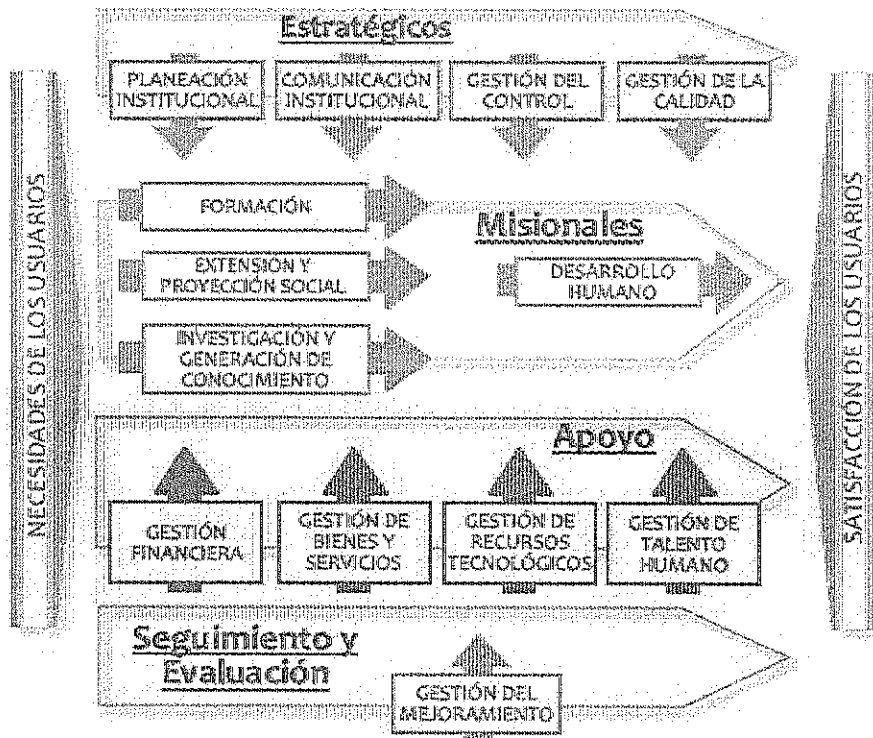 Estratégicos
PLANEACIÓN
INSTITUCIONAL
COMUNICACIÓN
INSTITUCIONAL
GESTIÓN DEL
CONTROL
GESTIÓN DE LA
CALIDAD
NECESIDADES DE LOS USUARIOS
FORMACIÓN
EXTENSION Y
PROYECCIÓN SOCIAL
INVESTIGACIÓN Y
GENERACIÓN DE
CONOCIMIENTO
Misionales
DESARROLLO
HUMANO
SATISFACCIÓN DE LOS USUARIOS
Apoyo
GESTIÓN
FINANCIERA
GESTIÓN DE
BIENES Y
SERVICIOS
GESTIÓN DE
RECURSOS
TECNOLÓGICOS
GESTIÓN DE
TALENTO
HUMANO
Seguimiento y
Evaluación
GESTIÓN DEL
MEJORAMIENTO